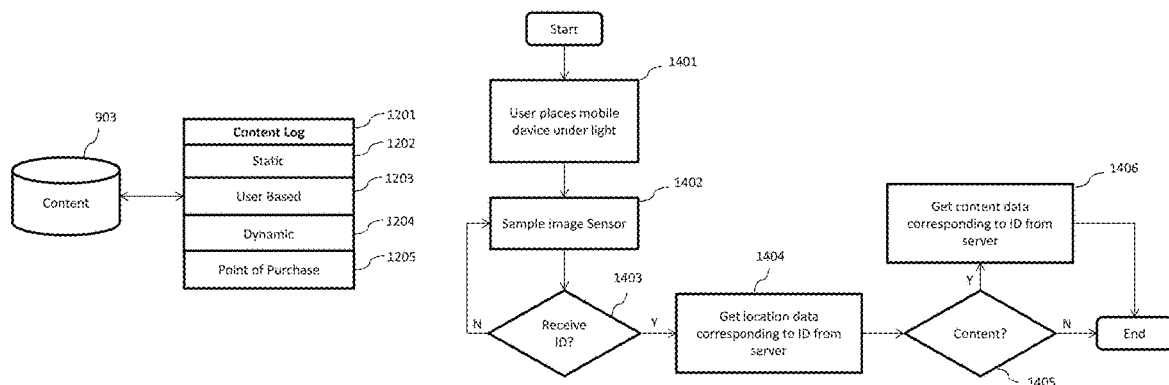 903
Content
1201
Content Log
1202
Static
1203
User Based
1204
Dynamic
1205
Point of Purchase
Start
1401
User places mobile
device under light
1402
Sample Image Sensor
1403
Receive
ID?
N
Y
1404
Get location data
corresponding to ID from
server
Content?
1405
Y
N
1406
Get content data
corresponding to ID from
server
End